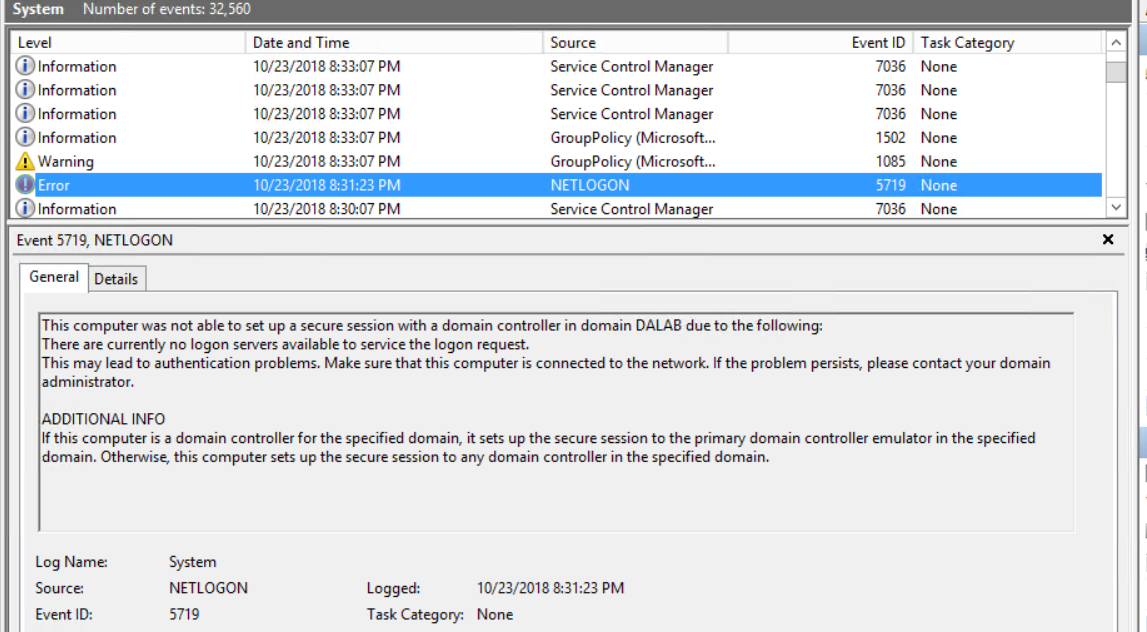 System Number of events: 32,560
Level Date and Time Source Event ID Task Category
Information 10/23/2018 8:33:07 PM Service Control Manager 7036 None
Information 10/23/2018 8:33:07 PM Service Control Manager 7036 None
Information 10/23/2018 8:33:07 PM Service Control Manager 7036 None
Information 10/23/2018 8:33:07 PM GroupPolicy (Microsoft... 1502 None
Warning 10/23/2018 8:33:07 PM GroupPolicy (Microsoft... 1085 None
Error 10/23/2018 8:31:23 PM NETLOGON 5719 None
Information 10/23/2018 8:30:07 PM Service Control Manager 7036 None
Event 5719, NETLOGON
General Details
This computer was not able to set up a secure session with a domain controller in domain DALAB due to the following:
There are currently no logon servers available to service the logon request.
This may lead to authentication problems. Make sure that this computer is connected to the network. If the problem persists, please contact your domain
administrator.
ADDITIONAL INFO
If this computer is a domain controller for the specified domain, it sets up the secure session to the primary domain controller emulator in the specified
domain. Otherwise, this computer sets up the secure session to any domain controller in the specified domain.
Log Name: System
Source: NETLOGON Logged: 10/23/2018 8:31:23 PM
Event ID: 5719 Task Category: None